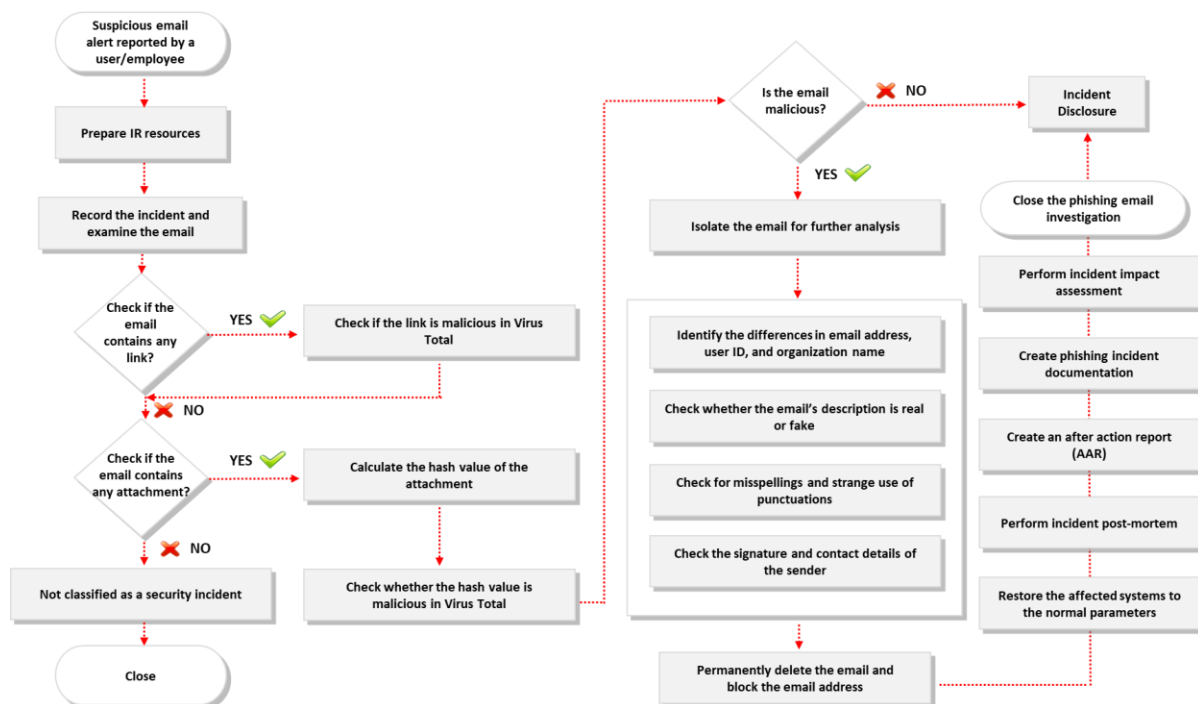 Suspicious email
alert reported by a
user/employee
Prepare IR resources
Record the incident and
examine the email
Check if the
email
contains any
link?
YES
Check if the link is malicious in Virus
Total
NO
Check if the
email contains
any attachment?
YES
Calculate the hash value of the
attachment
NO
Check whether the hash value is
malicious in Virus Total
Not classified as a security incident
Close
Is the email
malicious?
NO
Incident
Disclosure
YES
Isolate the email for further analysis
Identify the differences in email address,
user ID, and organization name
Check whether the email’s description is real
or fake
Check for misspellings and strange use of
punctuations
Check the signature and contact details of
the sender
Permanently delete the email and
block the email address
Close the phishing email
investigation
Perform incident impact
assessment
Create phishing incident
documentation
Create an after action report
(AAR)
Perform incident post-mortem
Restore the affected systems to
the normal parameters